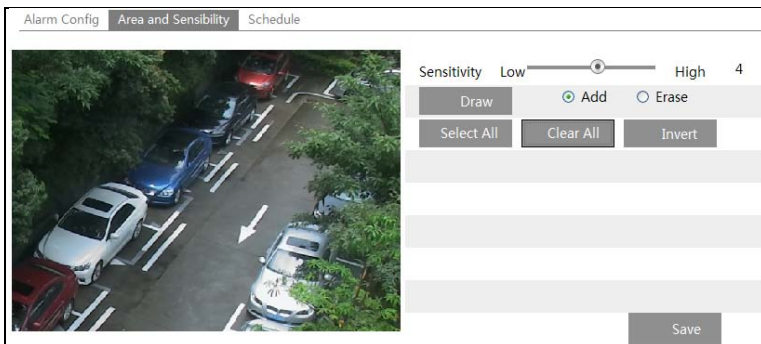 Alarm Config Area and Sensibility Schedule
Sensitivity Low High 4
Draw Add Erase
Select All Clear All Invert
Save